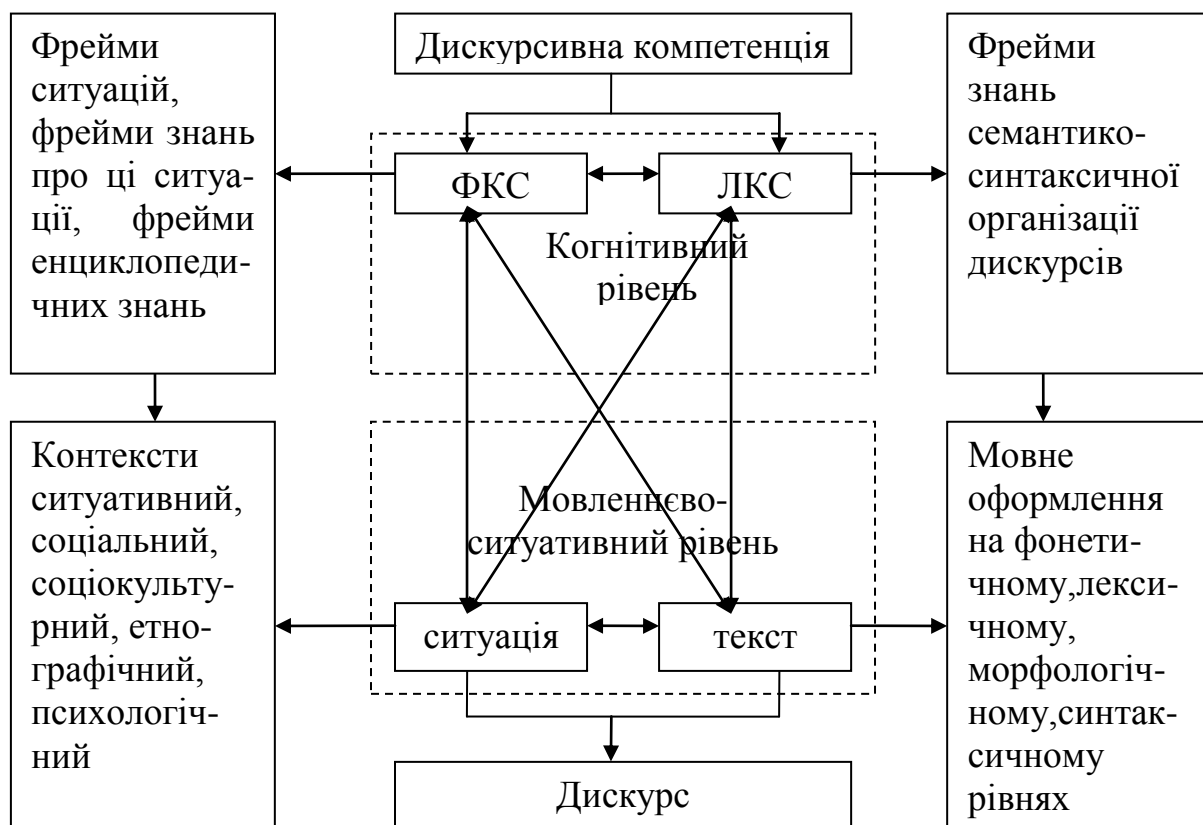 Фрейми
ситуацій,
фрейми знань
про ці ситуа-
ції, фрейми
енциклопеди-
чних знань
Дискурсивна компетенція
Фрейми
знань
семантико-
синтаксичної
організації
дискурсів
ФКС
ЛКС
Когнітивний
рівень
Контексти
ситуативний,
соціальний,
соціокульту-
рний, етно-
графічний,
психологіч-
ний
Мовленнєво-
ситуативний рівень
ситуація
текст
Мовне
оформлення
на фонети-
чному,лекси-
чному,
морфологіч-
ному,синтак-
сичному
рівнях
Дискурс